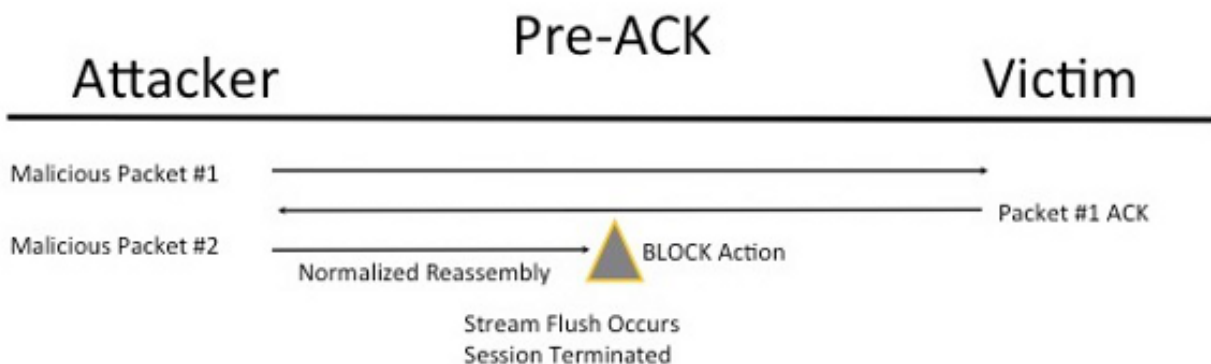 Pre-ACK
Attacker
Victim
Malicious Packet #1
Packet #1 ACK
Malicious Packet #2
BLOCK Action
Normalized Reassembly
Stream Flush Occurs
Session Terminated